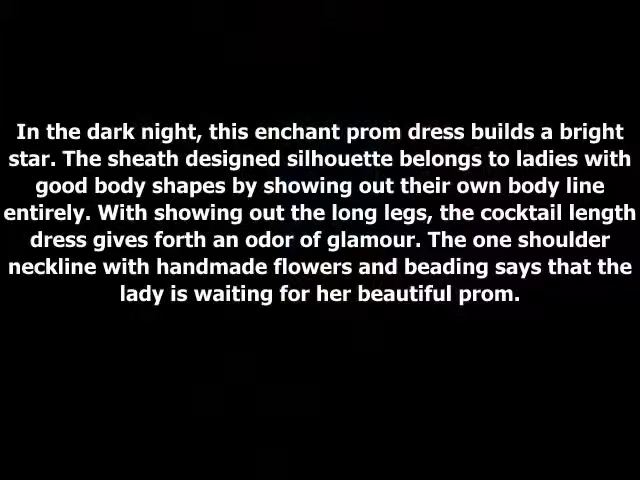 In the dark night, this enchant prom dress builds a bright
star. The sheath designed silhouette belongs to ladies with
good body shapes by showing out their own body line
entirely. With showing out the long legs, the cocktail length
dress gives forth an odor of glamour. The one shoulder
neckline with handmade flowers and beading says that the
lady is waiting for her beautiful prom.